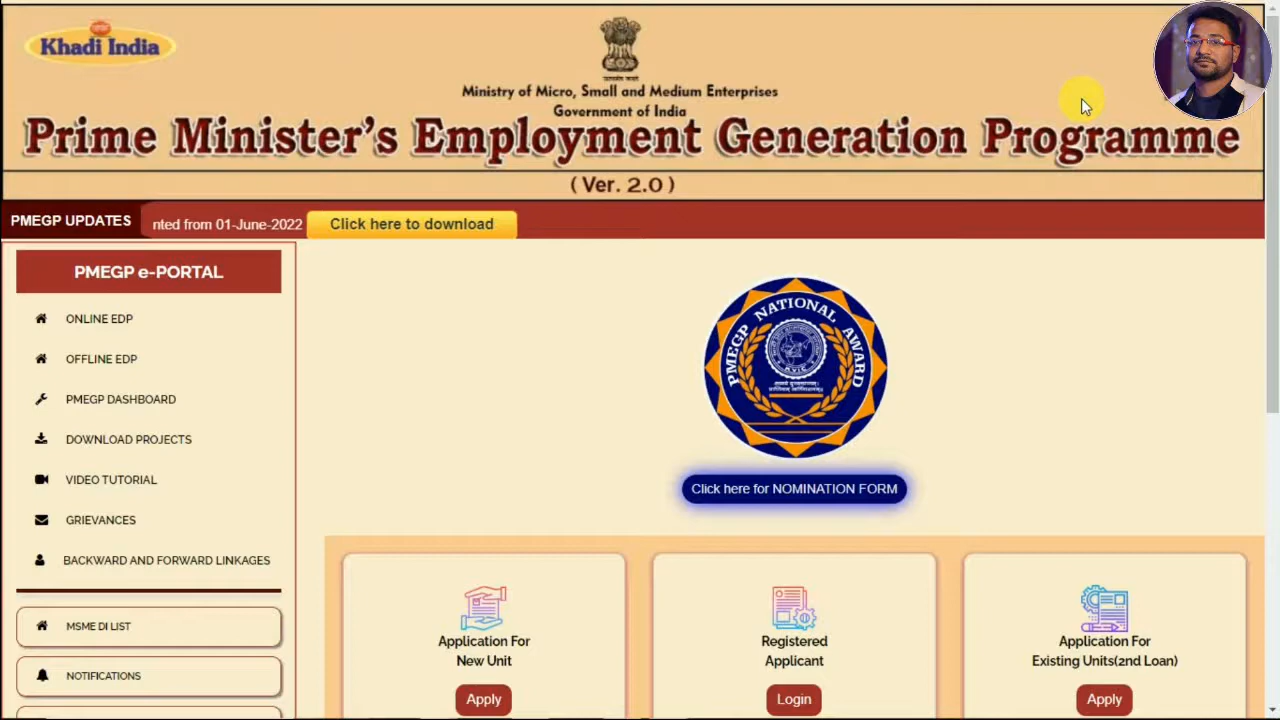 Khadi India
Ministry of Micro, Small and Medium Enterprises
Government of India
Prime Minister's Employment Generation Programme
( Ver. 2.0 )
PMEGP UPDATES
nted from 01-June-2022
Click here to download
PMEGP e-PORTAL
ONLINE EDP
OFFLINE EDP
PMEGP DASHBOARD
DOWNLOAD PROJECTS
VIDEO TUTORIAL
GRIEVANCES
BACKWARD AND FORWARD LINKAGES
MSME DI LIST
NOTIFICATIONS
PMEGP NATIONAL AWARD
Click here for NOMINATION FORM
Application For
New Unit
Apply
Registered
Applicant
Login
Application For
Existing Units(2nd Loan)
Apply